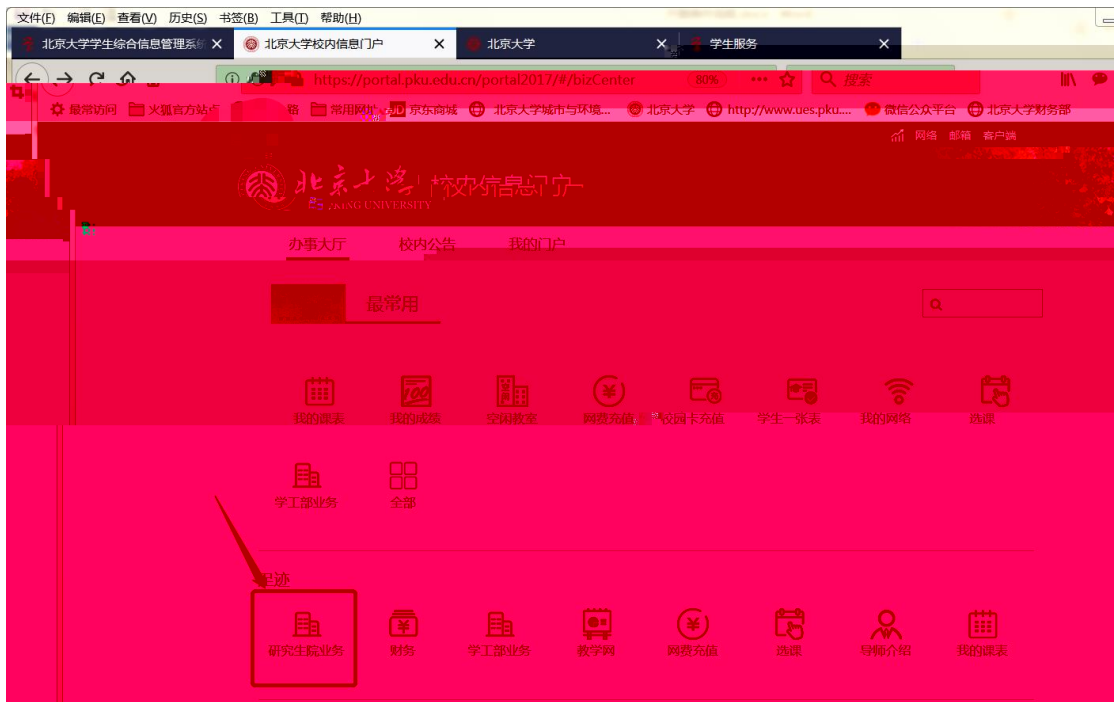 文件(F) 编辑(E) 查看(V) 历史(S) 书签(B) 工具(T) 帮助(H)
北京大学学生综合信息管理系统 北京大学校内信息门户 北京大学 学生服务
https://portal.pku.edu.cn/portal2017/#/bizCenter 80% 搜索
最常访问 火狐官方站点 常用网址 京东商城 北京大学城市与环境... 北京大学 http://www.ues.pku.... 微信公众平台 北京大学财务部
网络 邮箱 客户端
北京大学 校内信息门户
PEKING UNIVERSITY
办事大厅 校内公告 我的门户
最常用
我的课表 我的成绩 空闲教室 网费充值 校园卡充值 学生一张表 我的网络 选课
学工部业务 全部
足迹
研究生院业务 财务 学工部业务 教学网 网费充值 选课 导师介绍 我的课表